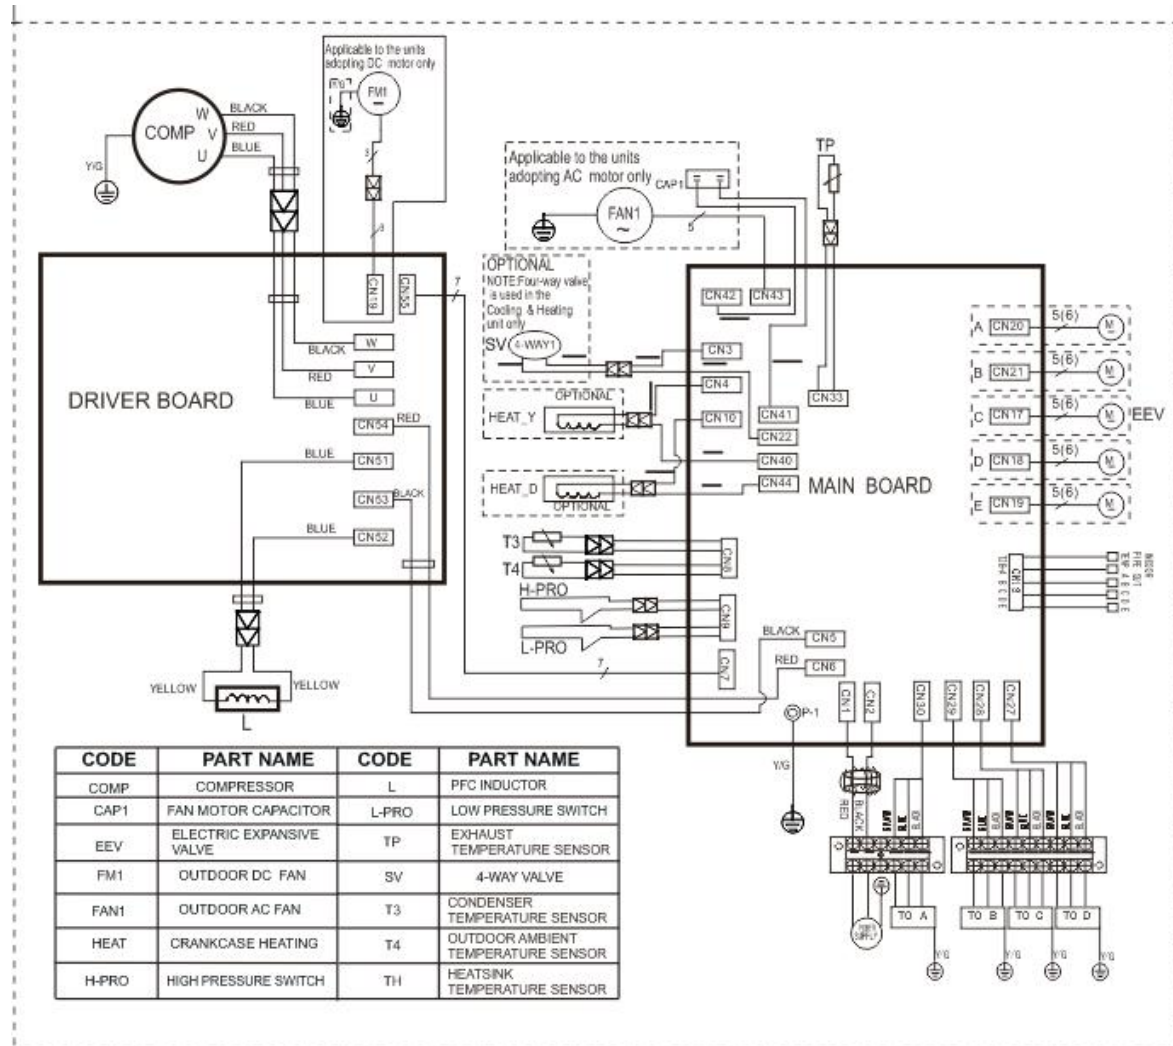 Applicable to the units
adopting DC motor only
Y/G
FM1
3
3
COMP
W
V
U
BLACK
RED
BLUE
Y/G
DRIVER BOARD
CN19
CN55
7
BLACK
W
RED
V
BLUE
U
CN54
RED
BLUE
CN51
CN53
BLACK
BLUE
CN52
YELLOW
YELLOW
L
Applicable to the units
adopting AC motor only
CAP1
FAN1
5
TP
OPTIONAL
NOTE:Four-way valve
is used in the
Cooling & Heating
unit only
SV
4-WAY1
HEAT_Y
OPTIONAL
HEAT_D
OPTIONAL
T3
T4
H-PRO
L-PRO
7
CN42
CN43
CN3
CN4
CN10
CN41
CN22
CN40
CN44
CN33
MAIN BOARD
CN8
CN9
CN7
BLACK
CN5
RED
CN6
P-1
Y/G
A
CN20
5(6)
M
B
CN21
5(6)
M
C
CN17
5(6)
M
EEV
D
CN18
5(6)
M
E
CN19
5(6)
M
CN1
CN2
CN30
CN29
CN28
CN27
RED
BLACK
POWER
SUPPLY
TO A
TO B
TO C
TO D
Y/G
Y/G
Y/G
Y/G
CODE PART NAME CODE PART NAME
COMP COMPRESSOR L PFC INDUCTOR
CAP1 FAN MOTOR CAPACITOR L-PRO LOW PRESSURE SWITCH
EEV ELECTRIC EXPANSIVE VALVE TP EXHAUST TEMPERATURE SENSOR
FM1 OUTDOOR DC FAN SV 4-WAY VALVE
FAN1 OUTDOOR AC FAN T3 CONDENSER TEMPERATURE SENSOR
HEAT CRANKCASE HEATING T4 OUTDOOR AMBIENT TEMPERATURE SENSOR
H-PRO HIGH PRESSURE SWITCH TH HEATSINK TEMPERATURE SENSOR